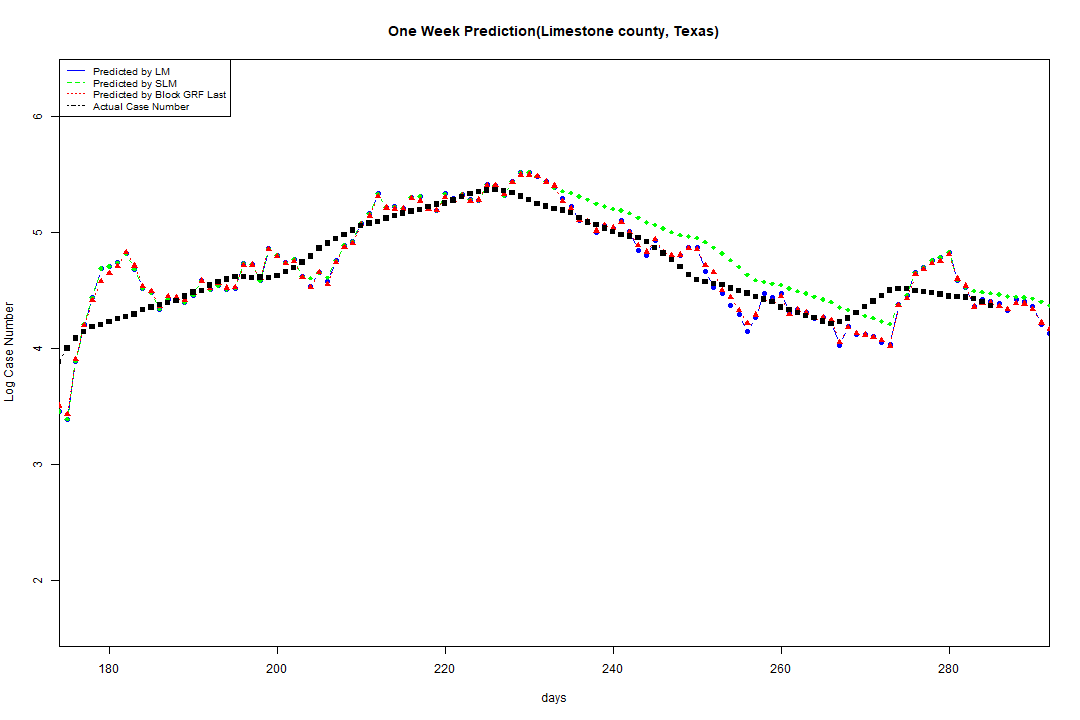 One Week Prediction(Limestone county, Texas)
Predicted by LM
Predicted by SLM
Predicted by Block GRF Last
Actual Case Number
6
5
4
3
2
Log Case Number
180 200 220 240 260 280
days